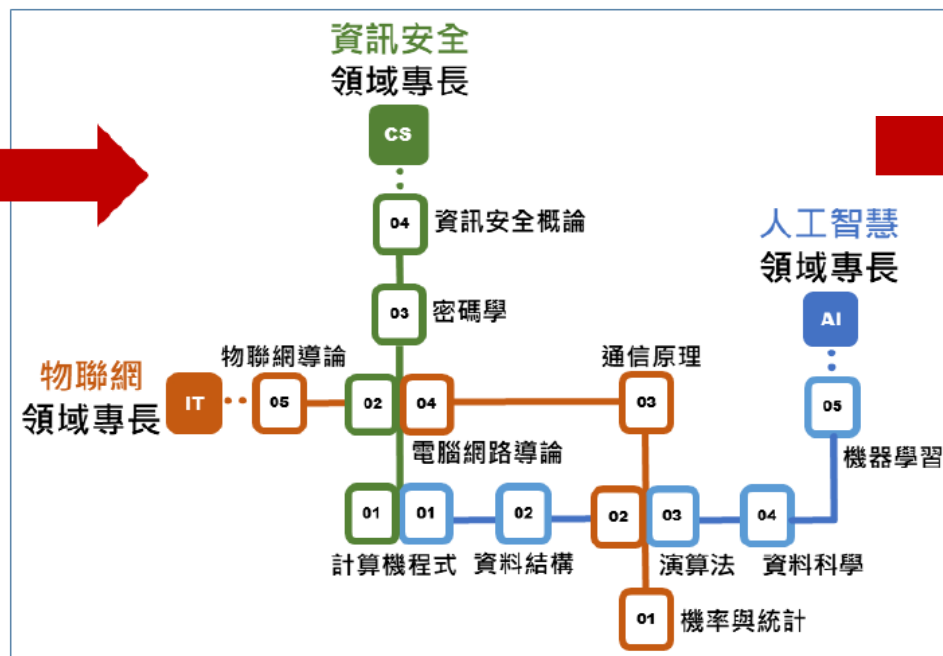 資訊安全
領域專長
CS
04 資訊安全概論
人工智慧
領域專長
AI
03 密碼學
物聯網
領域專長
IT
物聯網導論
05
02
04
電腦網路導論
通信原理
03
05
機器學習
01
01
計算機程式
02
資料結構
02
03
演算法
04
資料科學
01 機率與統計